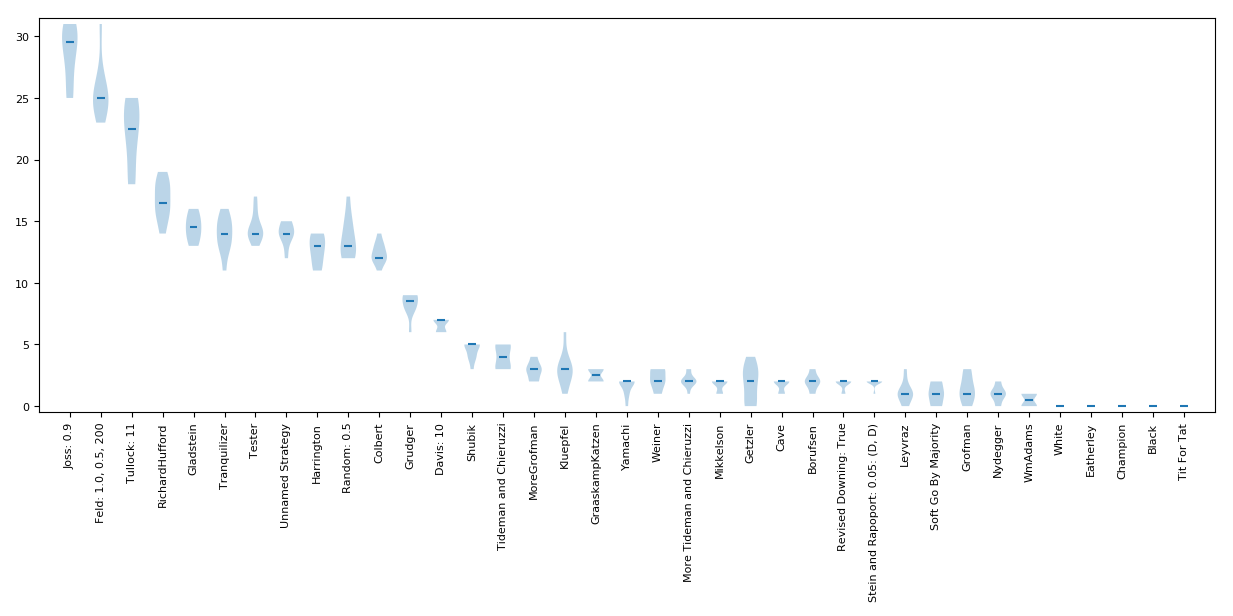 30
25
20
15
10
5
0
Joss: 0.9
Feld: 1.0, 0.5, 200
Tullock: 11
RichardHufford
Gladstein
Tranquilizer
Tester
Unnamed Strategy
Harrington
Random: 0.5
Colbert
Grudger
Davis: 10
Shubik
Tideman and Chieruzzi
MoreGrofman
Kluepfel
GraaskampKatzen
Yamachi
Weiner
More Tideman and Chieruzzi
Mikkelson
Getzler
Cave
Borufsen
Revised Downing: True
Stein and Rapoport: 0.05: (D, D)
Leyvraz
Soft Go By Majority
Grofman
Nydegger
WmAdams
White
Eatherley
Champion
Black
Tit For Tat